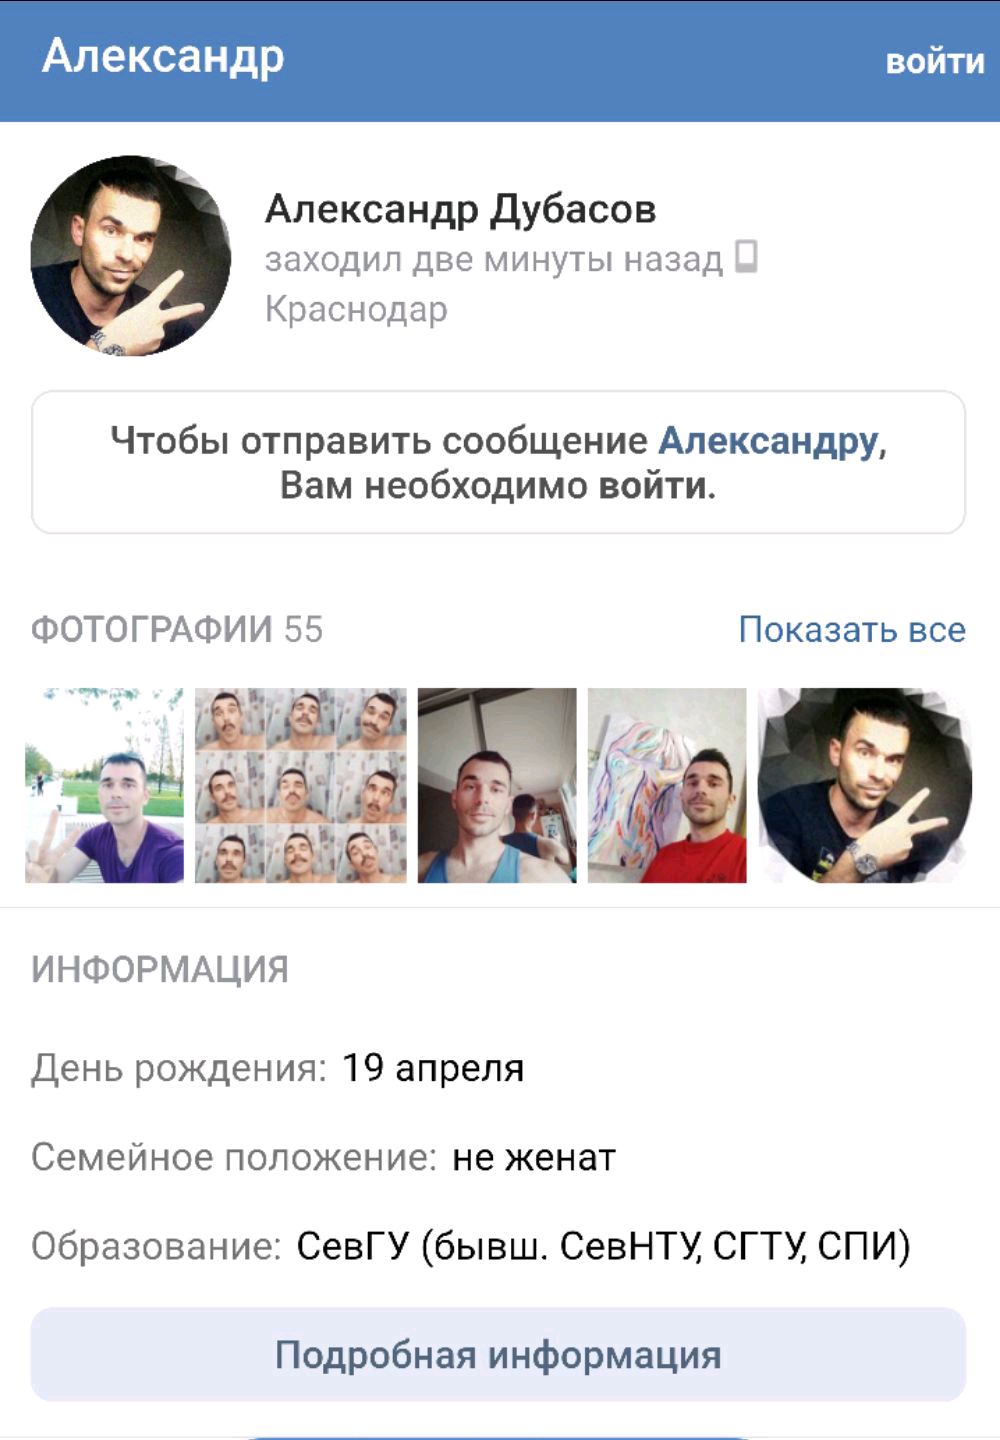 Александр
войти
Александр Дубасов
заходил две минуты назад
Краснодар
Чтобы отправить сообщение Александру,
Вам необходимо войти.
ФОТОГРАФИИ 55
Показать все
ИНФОРМАЦИЯ
День рождения: 19 апреля
Семейное положение: не женат
Образование: СевГУ (бывш. СевНТУ, СГТУ, СПИ)
Подробная информация